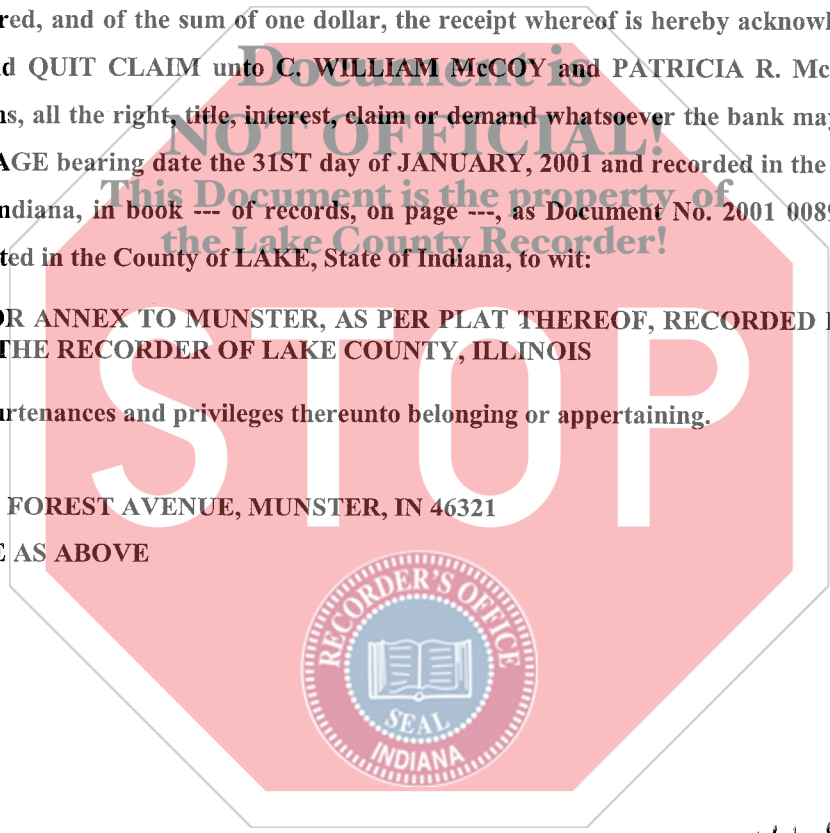 red, and of the sum of one dollar, the receipt whereof is hereby acknowl
Document is
d QUIT CLAIM unto C. WILLIAM McCOY and PATRICIA R. Mc
ns, all the right, title, interest, claim or demand whatsoever the bank may
NOT OFFICIAL!
AGE bearing date the 31ST day of JANUARY, 2001 and recorded in the
This Document is the property of
ndiana, in book --- of records, on page ---, as Document No. 2001 0089
the Lake County Recorder!
ted in the County of LAKE, State of Indiana, to wit:
OR ANNEX TO MUNSTER, AS PER PLAT THEREOF, RECORDED I
THE RECORDER OF LAKE COUNTY, ILLINOIS
urtenances and privileges thereunto belonging or appertaining.
STOP
FOREST AVENUE, MUNSTER, IN 46321
E AS ABOVE
RECORDER'S OFFICE
SEAL
INDIANA